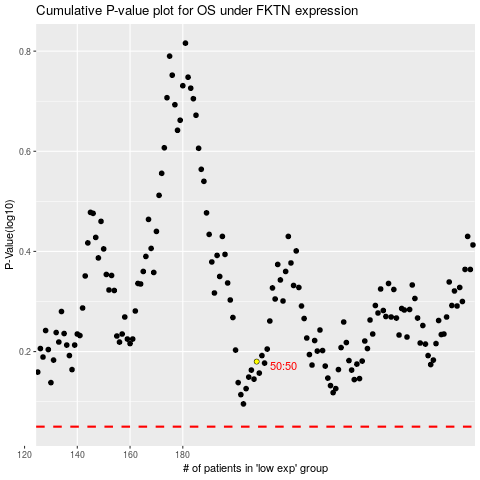 Cumulative P-value plot for OS under FKTN expression
P-Value(log10)
0.8
0.6
0.4
0.2
50:50
120 140 160 180
# of patients in 'low exp' group